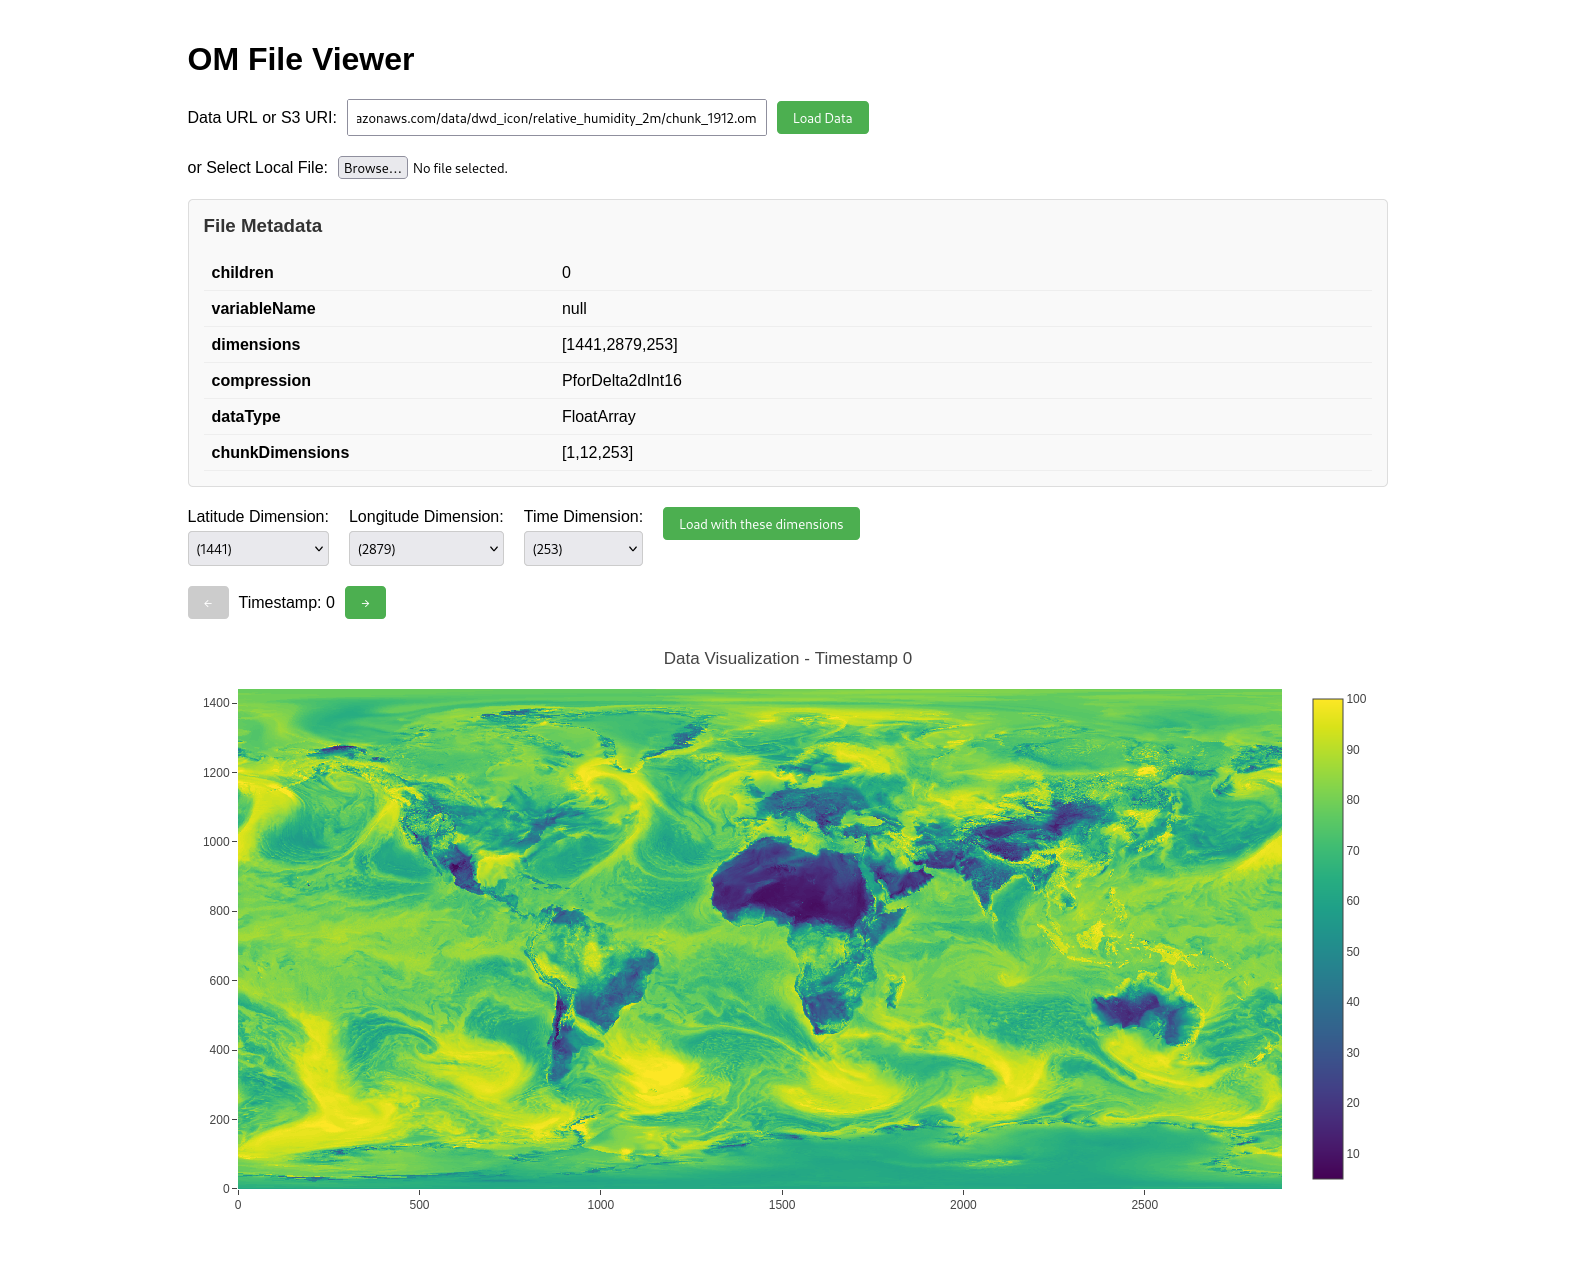 OM File Viewer
Data URL or S3 URI: azonaws.com/data/dwd_icon/relative_humidity_2m/chunk_1912.om Load Data
or Select Local File: Browse... No file selected.
File Metadata
children 0
variableName null
dimensions [1441,2879,253]
compression PforDelta2dInt16
dataType FloatArray
chunkDimensions [1,12,253]
Latitude Dimension: Longitude Dimension: Time Dimension: Load with these dimensions
(1441) (2879) (253)
← Timestamp: 0 →
Data Visualization - Timestamp 0
1400
1200
1000
800
600
400
200
0
0 500 1000 1500 2000 2500
100
90
80
70
60
50
40
30
20
10